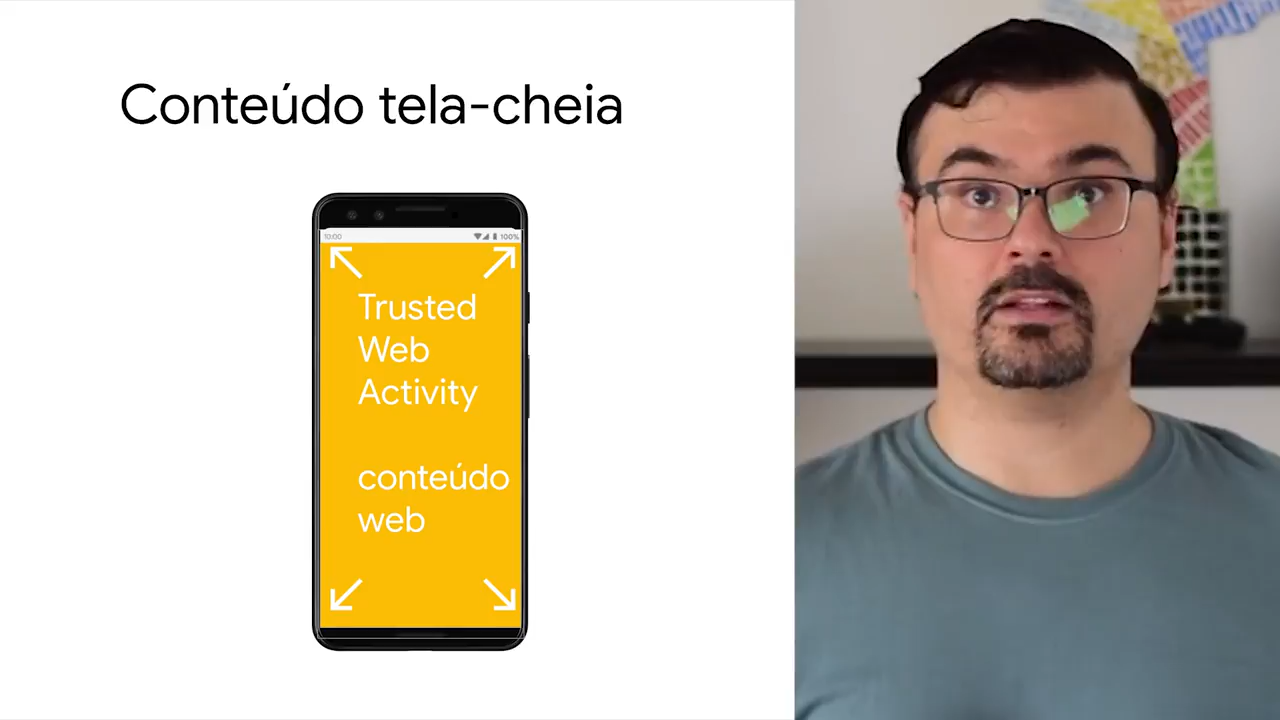 Conteúdo tela-cheia
10:00
100%
Trusted
Web
Activity
conteúdo
web